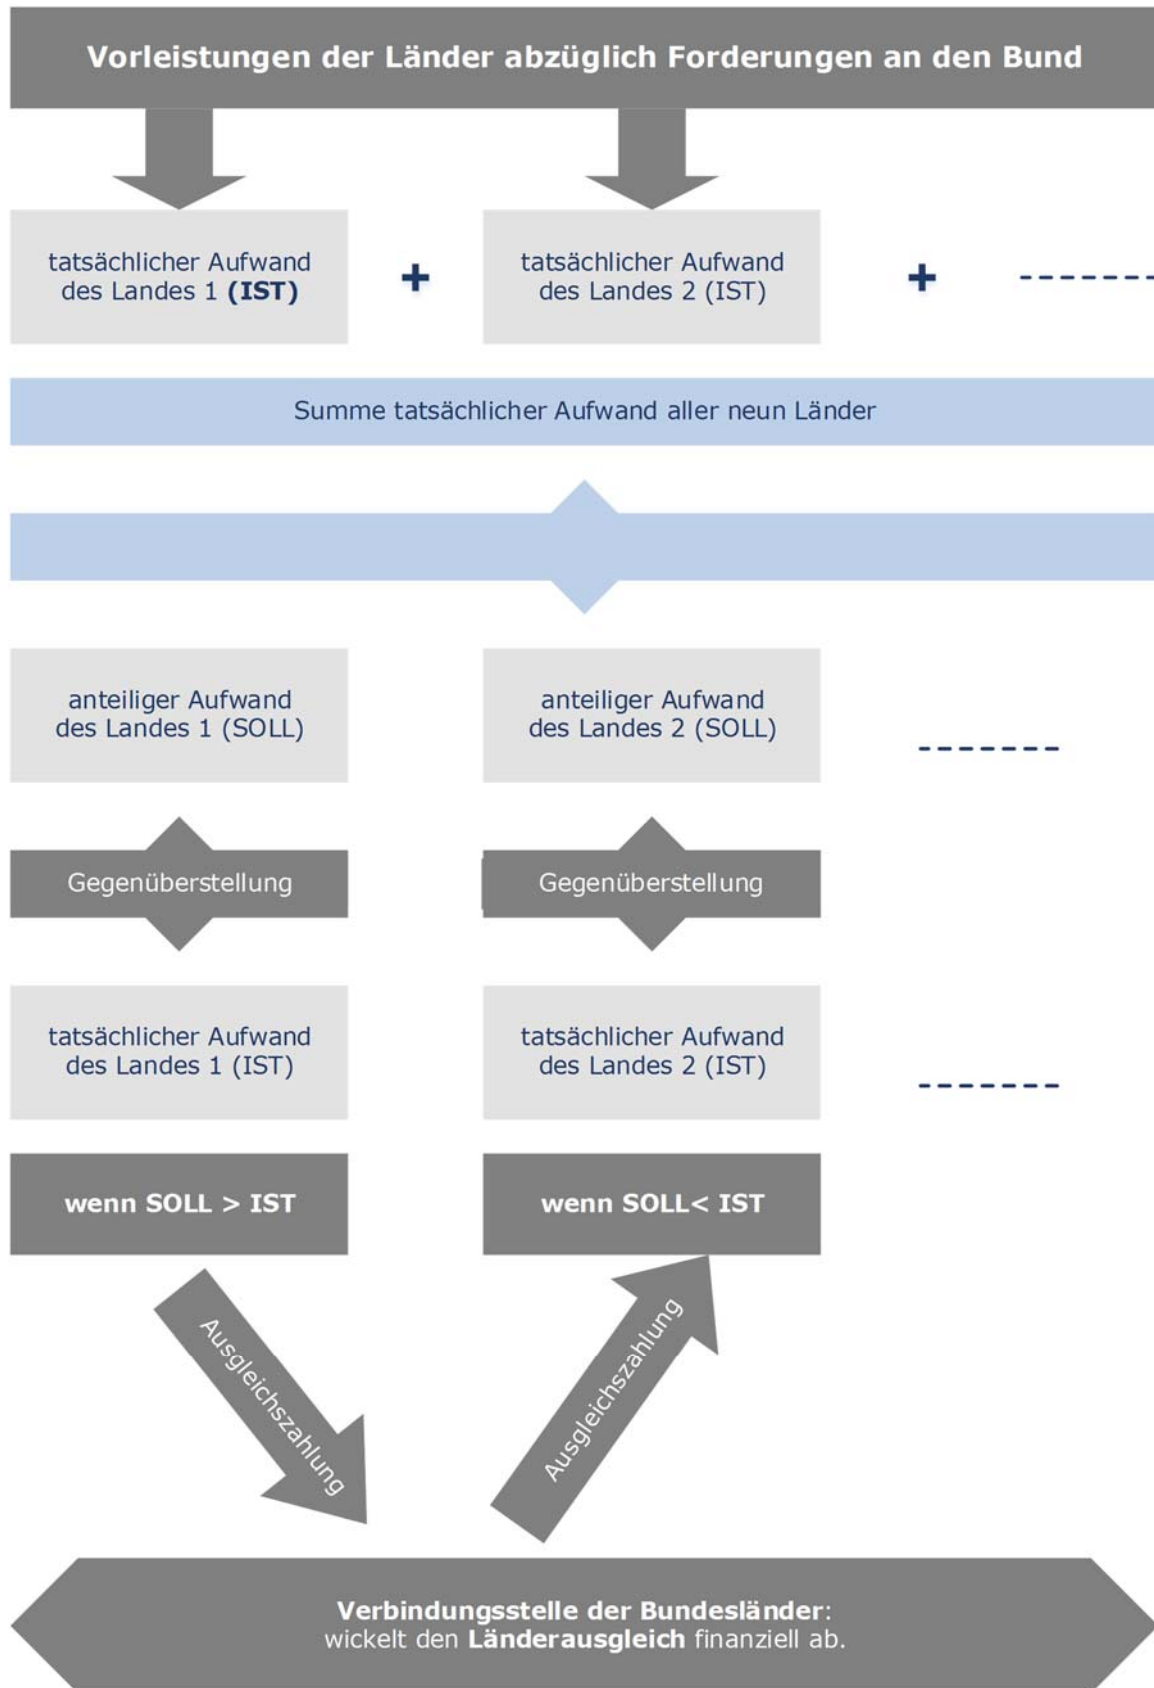 Vorleistungen der Länder abzüglich Forderungen an den Bund
tatsächlicher Aufwand
des Landes 1 (IST)
+
tatsächlicher Aufwand
des Landes 2 (IST)
+
Summe tatsächlicher Aufwand aller neun Länder
anteiliger Aufwand
des Landes 1 (SOLL)
anteiliger Aufwand
des Landes 2 (SOLL)
Gegenüberstellung
Gegenüberstellung
tatsächlicher Aufwand
des Landes 1 (IST)
tatsächlicher Aufwand
des Landes 2 (IST)
wenn SOLL > IST
wenn SOLL< IST
Ausgleichszahlung
Ausgleichszahlung
Verbindungsstelle der Bundesländer:
wickelt den Länderausgleich finanziell ab.